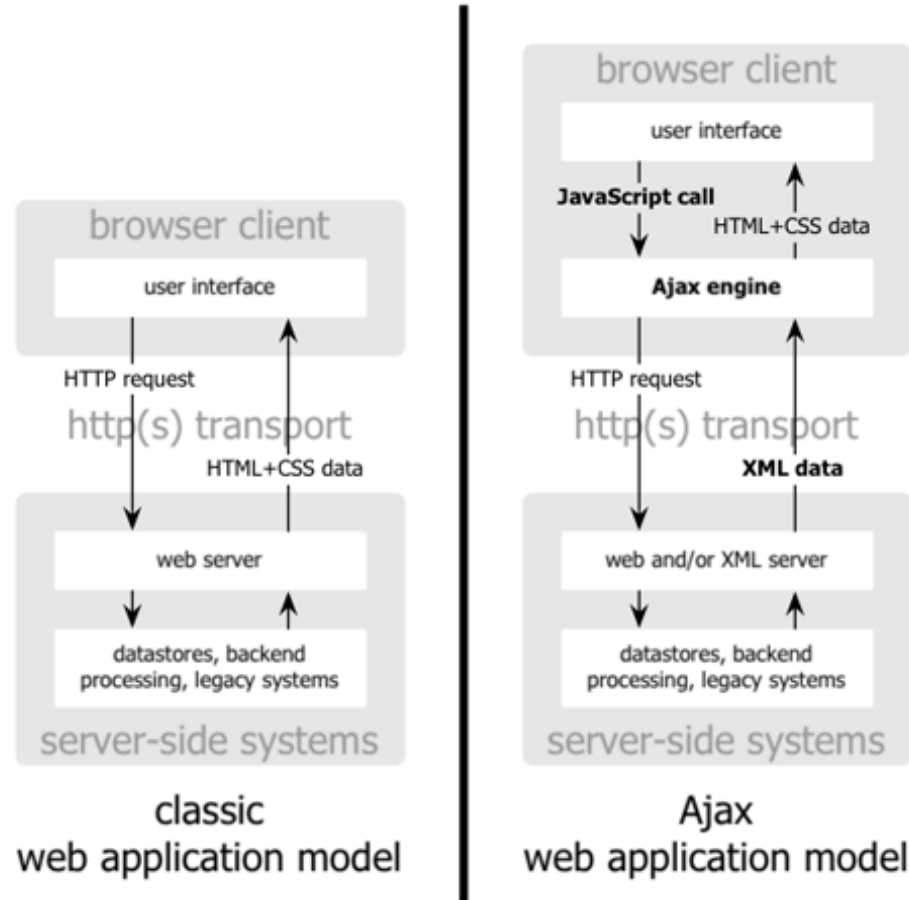 browser client
user interface
HTTP request
http(s) transport
HTML+CSS data
web server
datastores, backend
processing, legacy systems
server-side systems
classic
web application model
browser client
user interface
JavaScript call
HTML+CSS data
Ajax engine
HTTP request
http(s) transport
XML data
web and/or XML server
datastores, backend
processing, legacy systems
server-side systems
Ajax
web application model